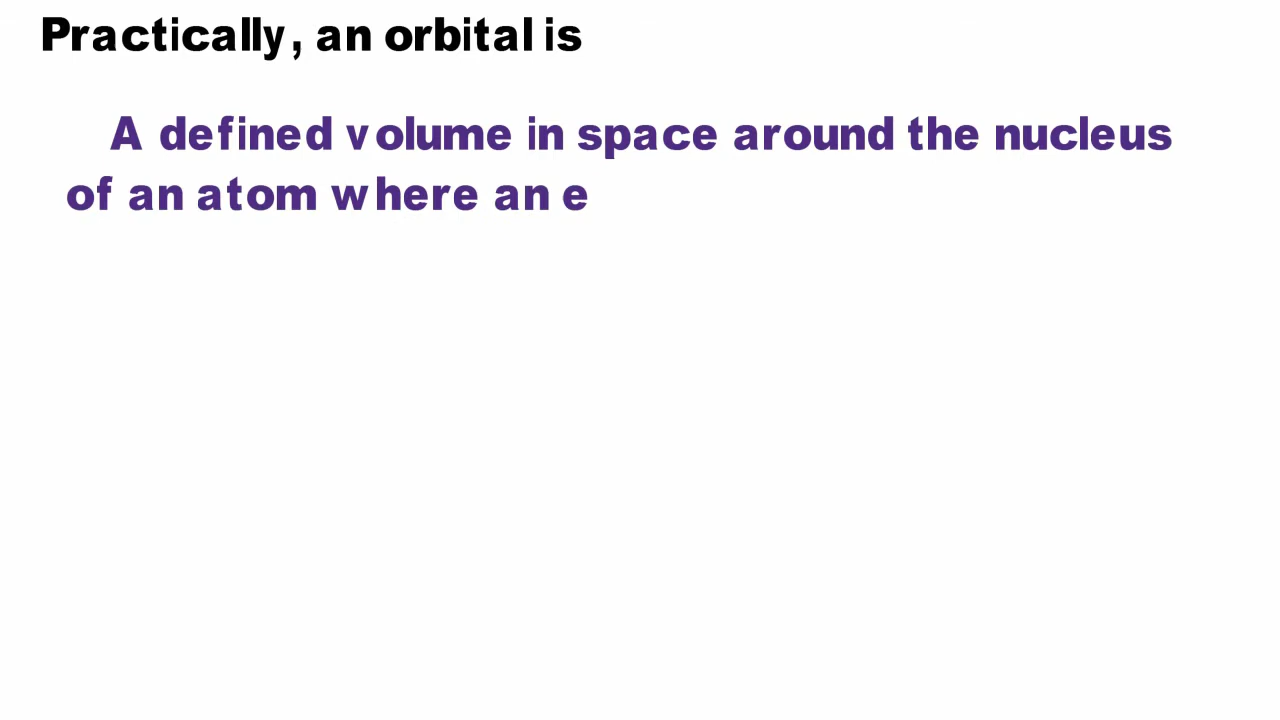 Practically, an orbital is
A defined volume in space around the nucleus
of an atom where an e